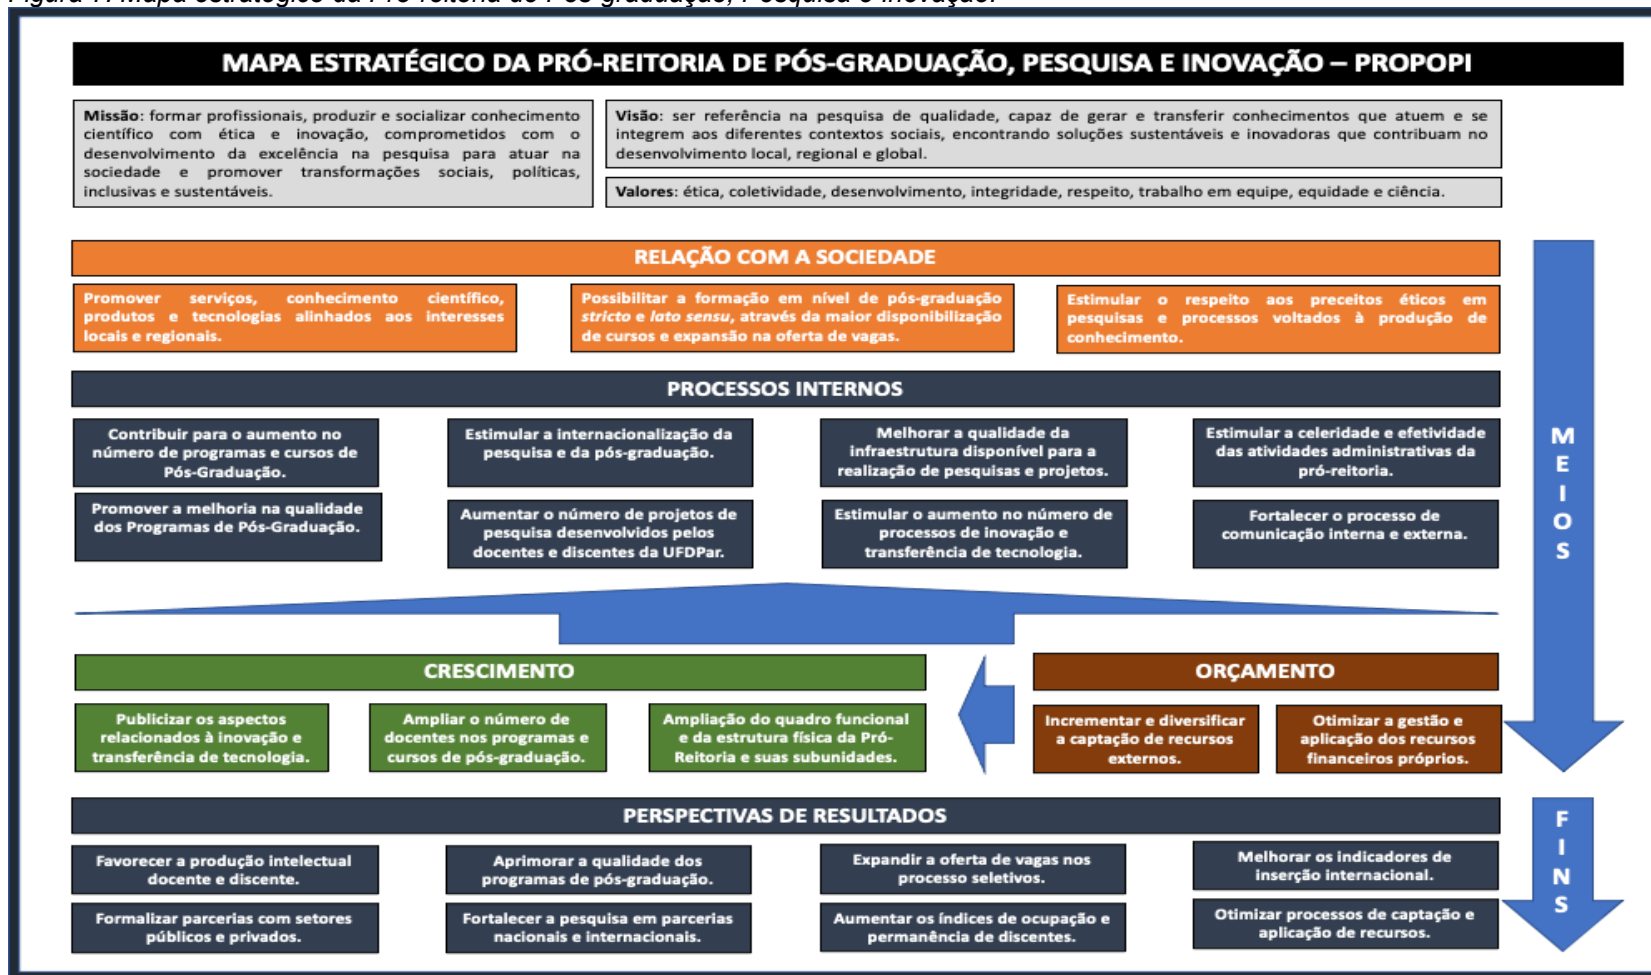 Figura 1: Mapa estratégico da Pró-reitoria de Pós-graduação, Pesquisa e Inovação.
MAPA ESTRATÉGICO DA PRÓ-REITORIA DE PÓS-GRADUAÇÃO, PESQUISA E INOVAÇÃO – PROPOPI
Missão: formar profissionais, produzir e socializar conhecimento
científico com ética e inovação, comprometidos com o
desenvolvimento da excelência na pesquisa para atuar na
sociedade e promover transformações sociais, políticas,
inclusivas e sustentáveis.
Visão: ser referência na pesquisa de qualidade, capaz de gerar e transferir conhecimentos que atuem e se
integrem aos diferentes contextos sociais, encontrando soluções sustentáveis e inovadoras que contribuam no
desenvolvimento local, regional e global.
Valores: ética, coletividade, desenvolvimento, integridade, respeito, trabalho em equipe, equidade e ciência.
RELAÇÃO COM A SOCIEDADE
Promover serviços, conhecimento científico,
produtos e tecnologias alinhados aos interesses
locais e regionais.
Possibilitar a formação em nível de pós-graduação
stricto e lato sensu, através da maior disponibilização
de cursos e expansão na oferta de vagas.
Estimular o respeito aos preceitos éticos em
pesquisas e processos voltados à produção de
conhecimento.
PROCESSOS INTERNOS
Contribuir para o aumento no
número de programas e cursos de
Pós-Graduação.
Estimular a internacionalização da
pesquisa e da pós-graduação.
Melhorar a qualidade da
infraestrutura disponível para a
realização de pesquisas e projetos.
Estimular a celeridade e efetividade
das atividades administrativas da
pró-reitoria.
Promover a melhoria na qualidade
dos Programas de Pós-Graduação.
Aumentar o número de projetos de
pesquisa desenvolvidos pelos
docentes e discentes da UFDPar.
Estimular o aumento no número de
processos de inovação e
transferência de tecnologia.
Fortalecer o processo de
comunicação interna e externa.
MEIOS
CRESCIMENTO
Publicizar os aspectos
relacionados à inovação e
transferência de tecnologia.
Ampliar o número de
docentes nos programas e
cursos de pós-graduação.
Ampliação do quadro funcional
e da estrutura física da Pró-
Reitoria e suas subunidades.
ORÇAMENTO
Incrementar e diversificar
a captação de recursos
externos.
Otimizar a gestão e
aplicação dos recursos
financeiros próprios.
PERSPECTIVAS DE RESULTADOS
Favorecer a produção intelectual
docente e discente.
Aprimorar a qualidade dos
programas de pós-graduação.
Expandir a oferta de vagas nos
processo seletivos.
Melhorar os indicadores de
inserção internacional.
Formalizar parcerias com setores
públicos e privados.
Fortalecer a pesquisa em parcerias
nacionais e internacionais.
Aumentar os índices de ocupação e
permanência de discentes.
Otimizar processos de captação e
aplicação de recursos.
FINS